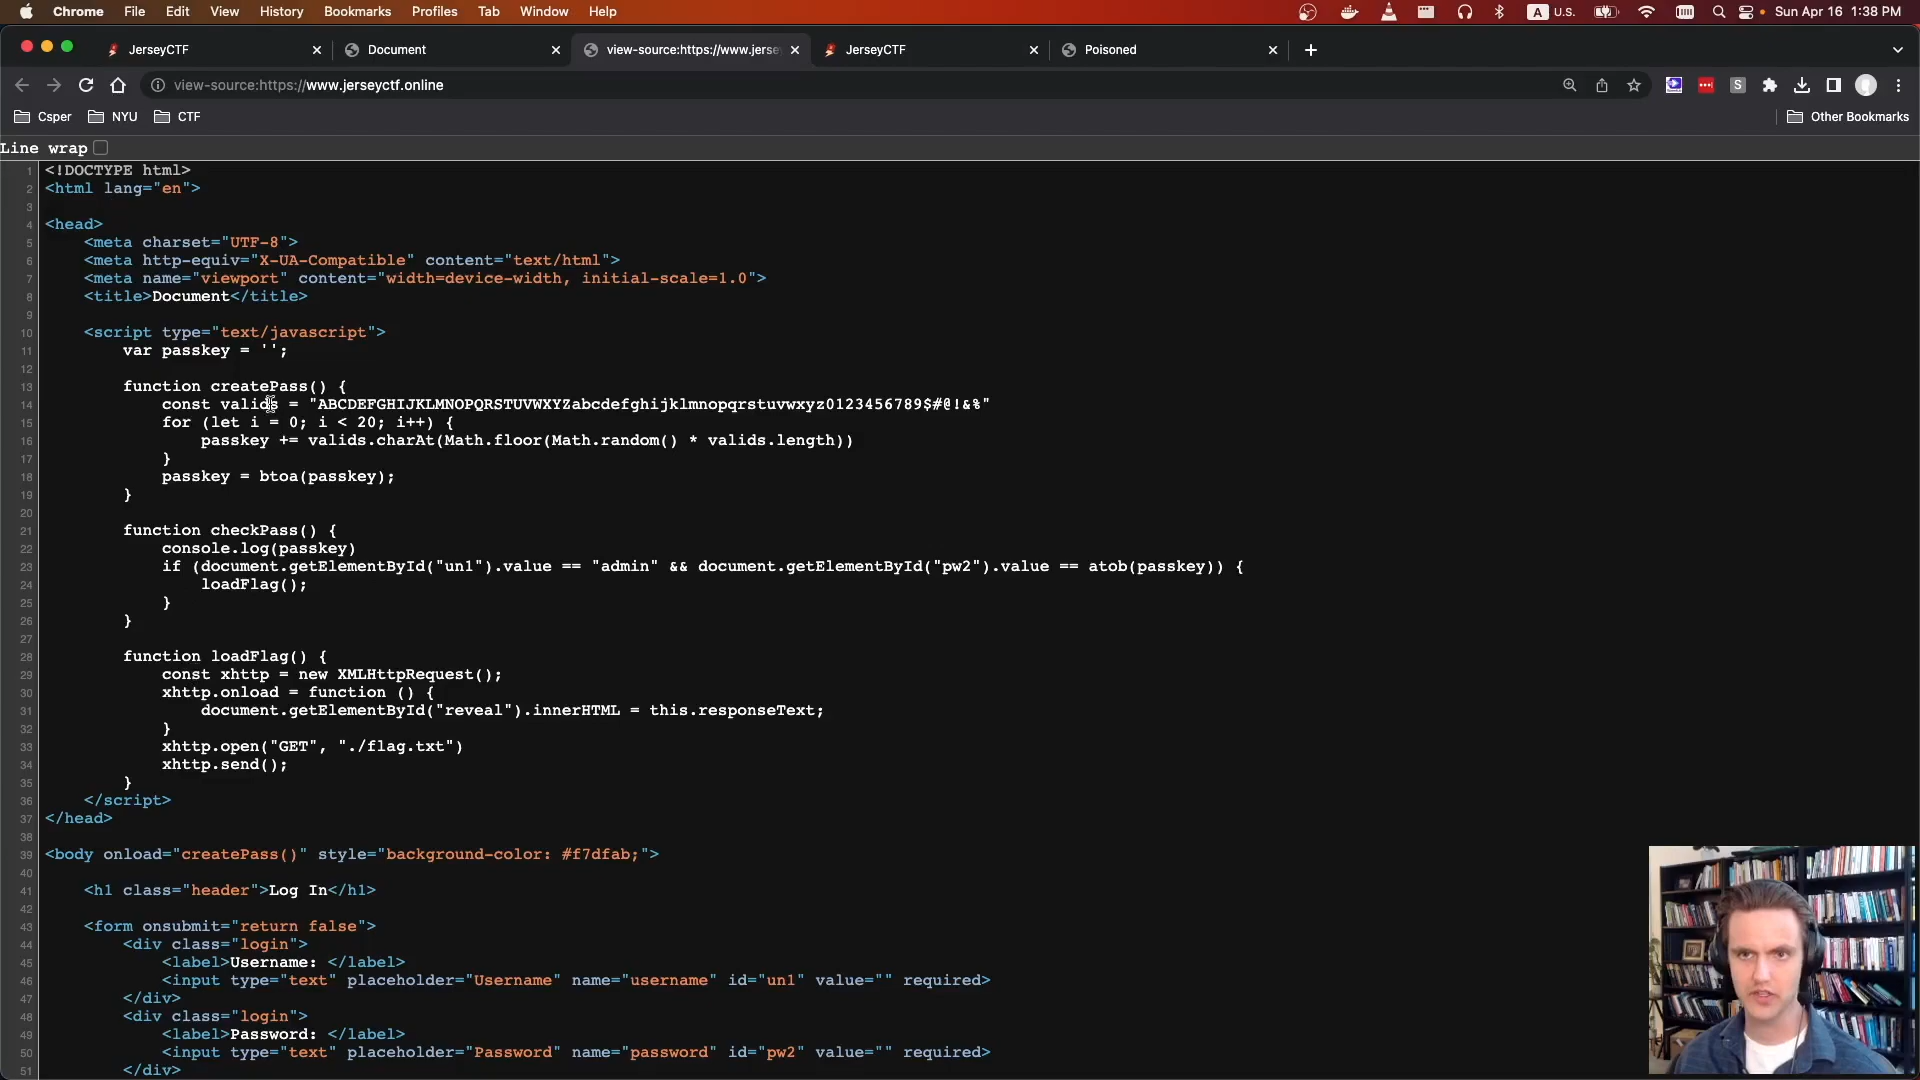 Chrome File Edit View History Bookmarks Profiles Tab Window Help A U.S. Sun Apr 16 1:38 PM
JerseyCTF Document view-source:https://www.jerse JerseyCTF Poisoned
view-source:https://www.jerseyctf.online
Csper NYU CTF Other Bookmarks
Line wrap
1 <!DOCTYPE html>
2 <html lang="en">
3
4 <head>
5 <meta charset="UTF-8">
6 <meta http-equiv="X-UA-Compatible" content="text/html">
7 <meta name="viewport" content="width=device-width, initial-scale=1.0">
8 <title>Document</title>
9
10 <script type="text/javascript">
11 var passkey = '';
12
13 function createPass() {
14 const valids = "ABCDEFGHIJKLMNOPQRSTUVWXYZabcdefghijklmnopqrstuvwxyz0123456789$#@!&%"
15 for (let i = 0; i < 20; i++) {
16 passkey += valids.charAt(Math.floor(Math.random() * valids.length))
17 }
18 passkey = btoa(passkey);
19 }
20
21 function checkPass() {
22 console.log(passkey)
23 if (document.getElementById("un1").value == "admin" && document.getElementById("pw2").value == atob(passkey)) {
24 loadFlag();
25 }
26 }
27
28 function loadFlag() {
29 const xhttp = new XMLHttpRequest();
30 xhttp.onload = function () {
31 document.getElementById("reveal").innerHTML = this.responseText;
32 }
33 xhttp.open("GET", "./flag.txt")
34 xhttp.send();
35 }
36 </script>
37 </head>
38
39 <body onload="createPass()" style="background-color: #f7dfab;">
40
41 <h1 class="header">Log In</h1>
42
43 <form onsubmit="return false">
44 <div class="login">
45 <label>Username: </label>
46 <input type="text" placeholder="Username" name="username" id="un1" value="" required>
47 </div>
48 <div class="login">
49 <label>Password: </label>
50 <input type="text" placeholder="Password" name="password" id="pw2" value="" required>
51 </div>